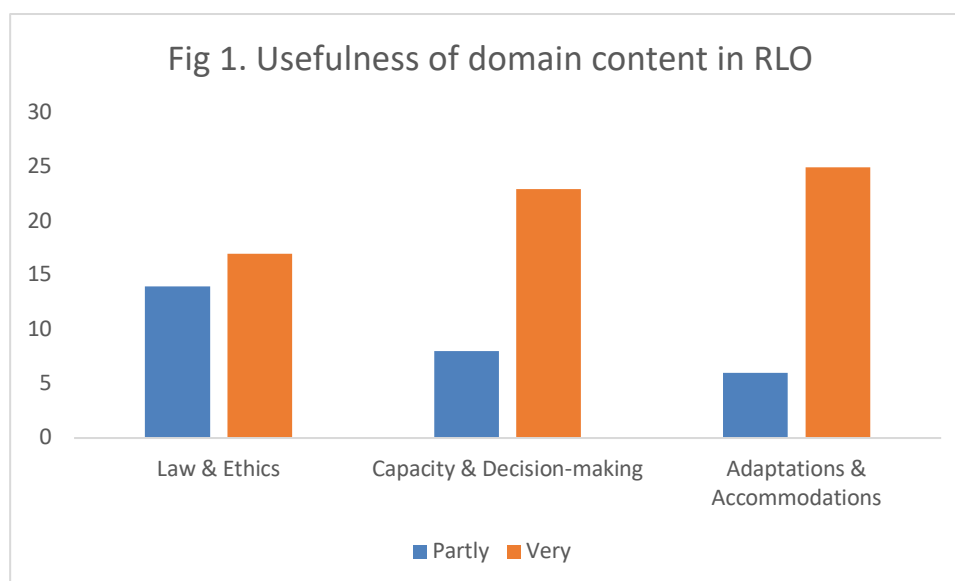 Fig 1. Usefulness of domain content in RLO
30
25
20
15
10
5
0
Law & Ethics
Capacity & Decision-making
Adaptations &
Accommodations
Partly
Very